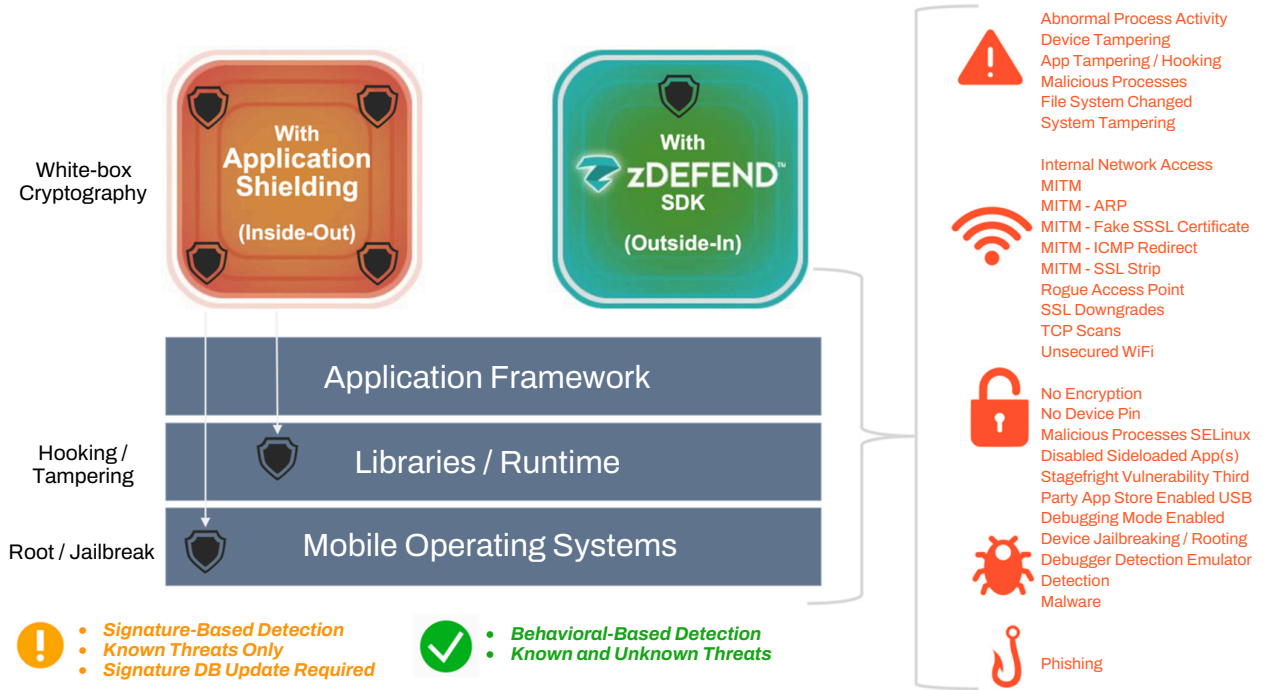 White-box
Cryptography
With
Application
Shielding
(Inside-Out)
With
zDEFEND™
SDK
(Outside-In)
Application Framework
Hooking /
Tampering
Libraries / Runtime
Root / Jailbreak
Mobile Operating Systems
• Signature-Based Detection
• Known Threats Only
• Signature DB Update Required
• Behavioral-Based Detection
• Known and Unknown Threats
Abnormal Process Activity
Device Tampering
App Tampering / Hooking
Malicious Processes
File System Changed
System Tampering
Internal Network Access
MITM
MITM - ARP
MITM - Fake SSSL Certificate
MITM - ICMP Redirect
MITM - SSL Strip
Rogue Access Point
SSL Downgrades
TCP Scans
Unsecured WiFi
No Encryption
No Device Pin
Malicious Processes SELinux
Disabled Sideloaded App(s)
Stagefright Vulnerability Third
Party App Store Enabled USB
Debugging Mode Enabled
Device Jailbreaking / Rooting
Debugger Detection Emulator
Detection
Malware
Phishing